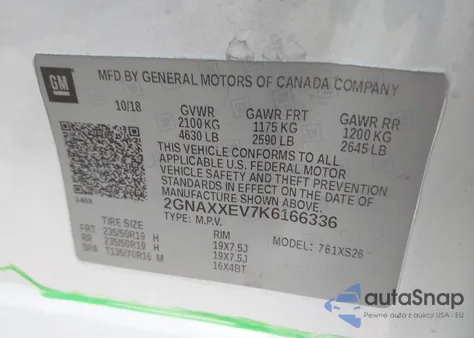 GM
MFD BY GENERAL MOTORS OF CANADA COMPANY
10/18 GVWR GAWR FRT GAWR RR
2100 KG 1175 KG 1200 KG
4630 LB 2590 LB 2645 LB
THIS VEHICLE CONFORMS TO ALL
APPLICABLE U.S. FEDERAL MOTOR
VEHICLE SAFETY AND THEFT PREVENTION
STANDARDS IN EFFECT ON THE DATE OF
MANUFACTURE SHOWN ABOVE.
2GNAXXEV7K6166336
TYPE: M.P.V. MODEL: 761XS26
TIRE SIZE RIM
FRT 235/50R19 H 19X7.5J
RR 235/50R19 H 19X7.5J
SPA T135/70R16 M 16X4BT
autoSnap
Pewne auta z aukcji USA i EU